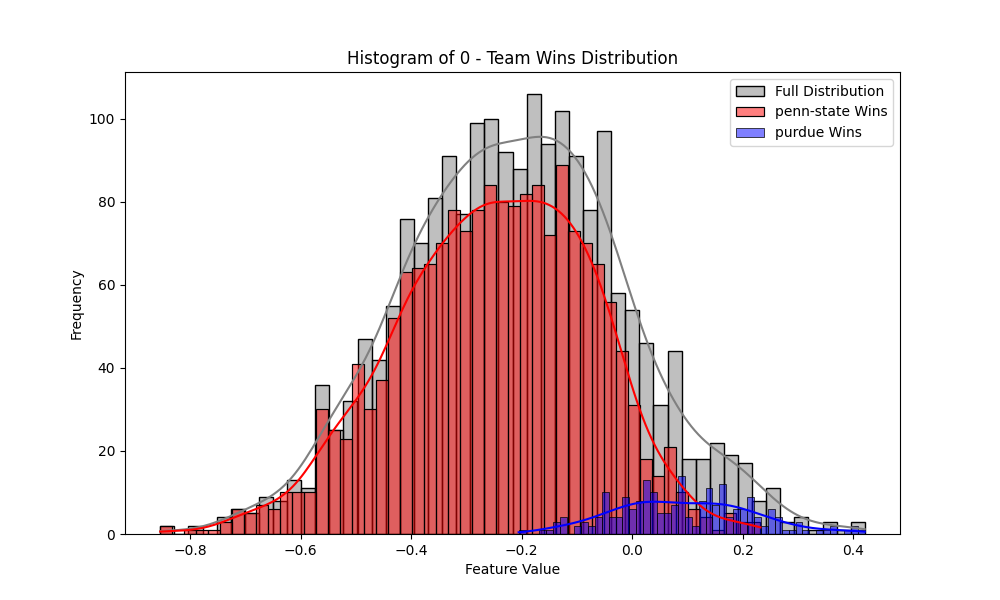 Histogram of 0 - Team Wins Distribution
Full Distribution
penn-state Wins
purdue Wins
Frequency
100
80
60
40
20
0
−0.8
−0.6
−0.4
−0.2
0.0
0.2
0.4
Feature Value